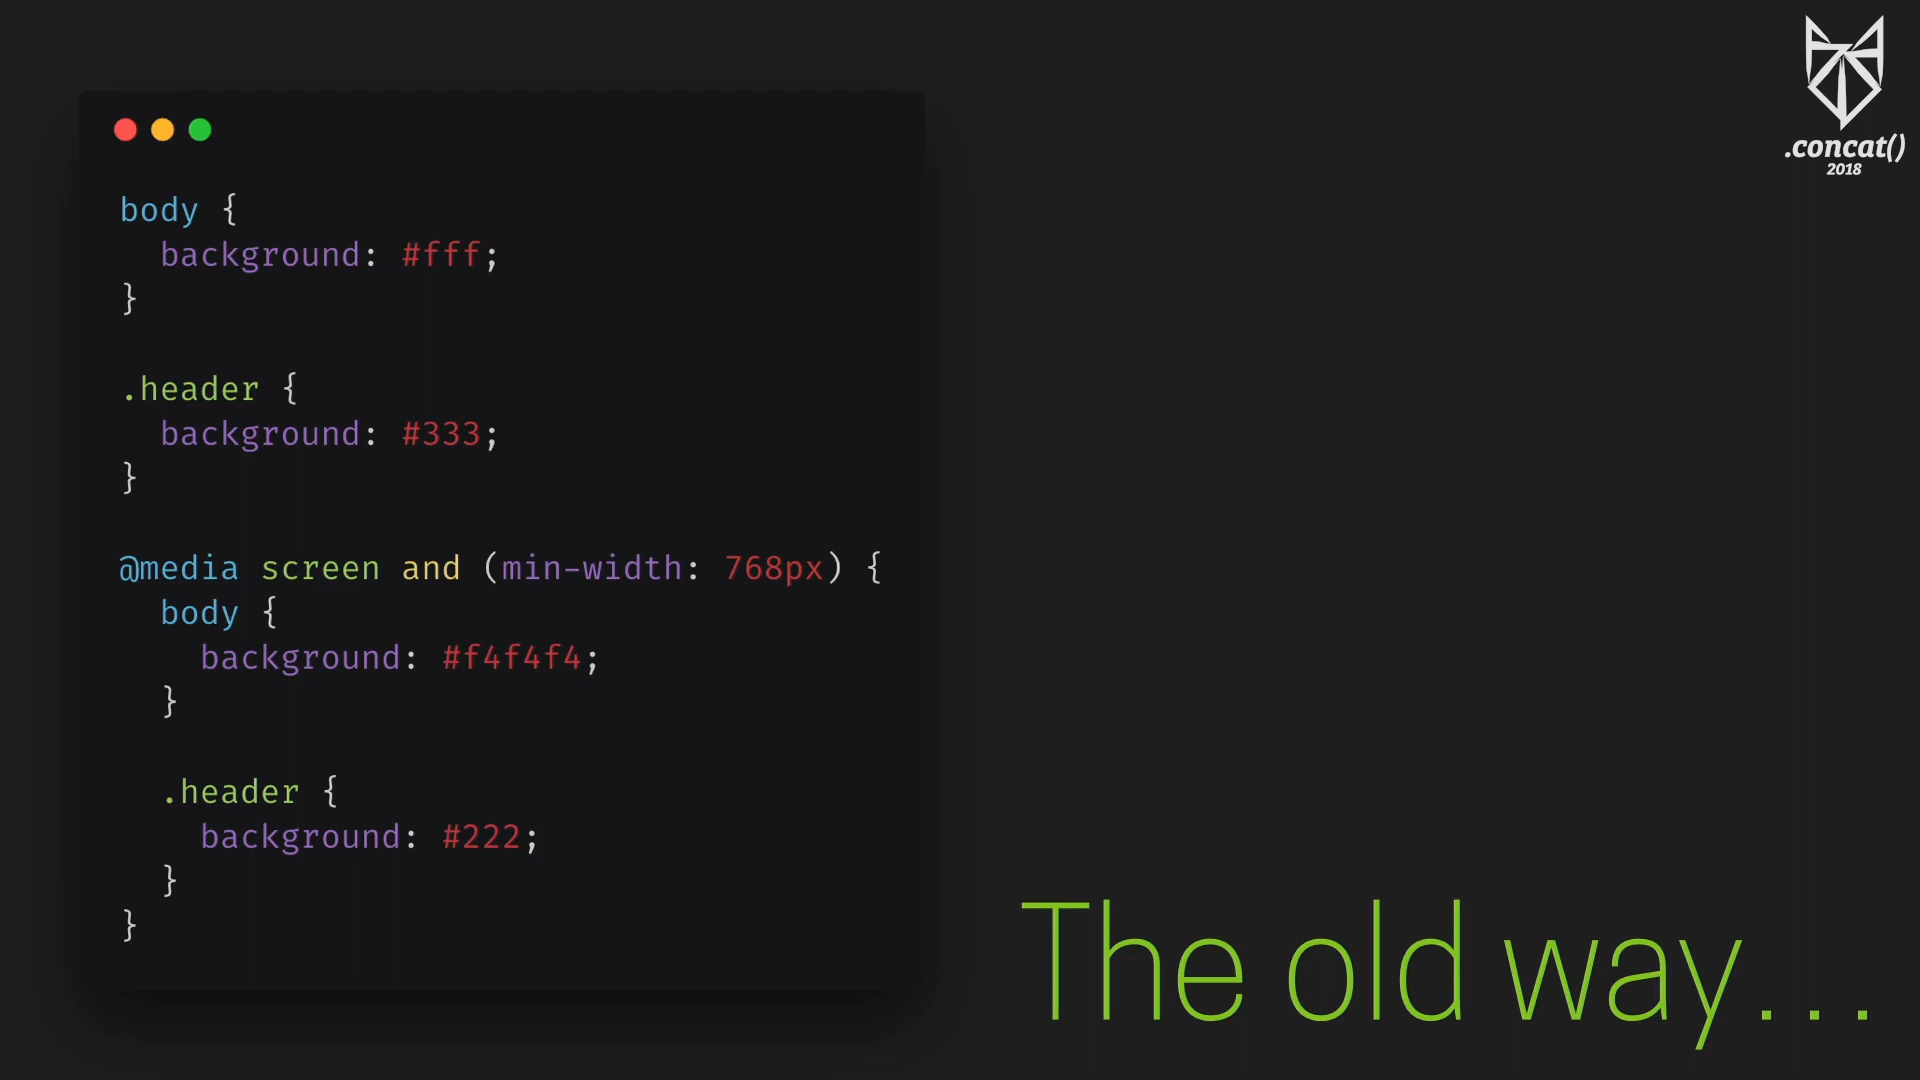 body {
  background: #fff;
}

.header {
  background: #333;
}

@media screen and (min-width: 768px) {
  body {
    background: #f4f4f4;
  }

  .header {
    background: #222;
  }
}
The old way...
.concat()
2018